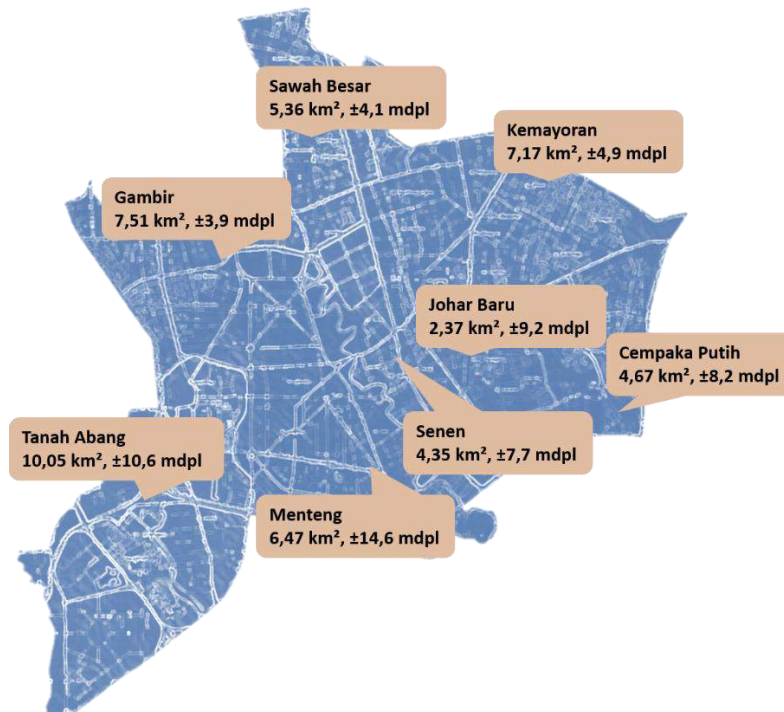 Sawah Besar
5,36 km², ±4,1 mdpl
Kemayoran
7,17 km², ±4,9 mdpl
Gambir
7,51 km², ±3,9 mdpl
Johar Baru
2,37 km², ±9,2 mdpl
Cempaka Putih
4,67 km², ±8,2 mdpl
Senen
4,35 km², ±7,7 mdpl
Tanah Abang
10,05 km², ±10,6 mdpl
Menteng
6,47 km², ±14,6 mdpl